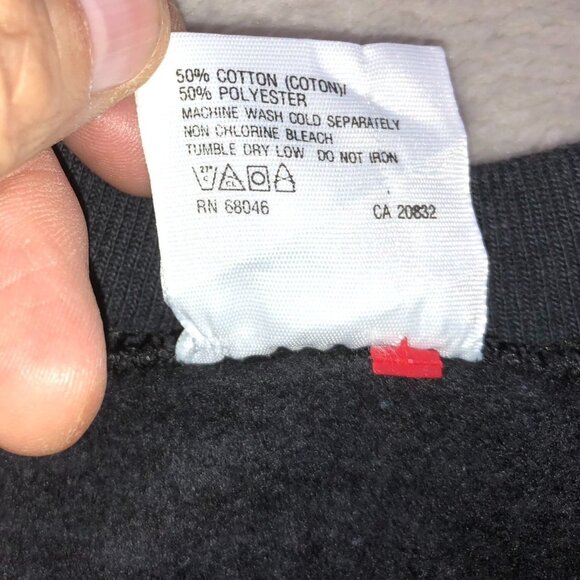 50% COTTON (COTON)/
50% POLYESTER
MACHINE WASH COLD SEPARATELY
NON CHLORINE BLEACH
TUMBLE DRY LOW DO NOT IRON
CL
RN 68046 CA 20832